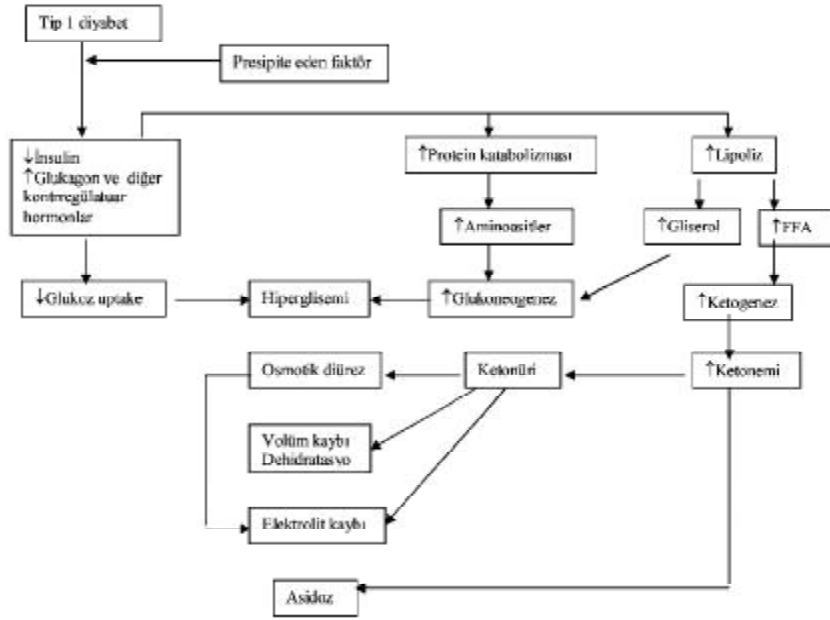 Tip 1 diyabet
Presipite eden faktör
↓İnsulin
↑Glukagon ve diğer
kontrregülatuar
hormonlar
↑Protein katabolizması
↑Lipoliz
↑Aminoasitler
↑Gliserol
↑FFA
↓Glukoz uptake
Hiperglisemi
↑Glukoneogenez
↑Ketogenez
Osmotik diürez
Ketonüri
↑Ketonemi
Volüm kaybı
Dehidratasyo
Elektrolit kaybı
Asidoz